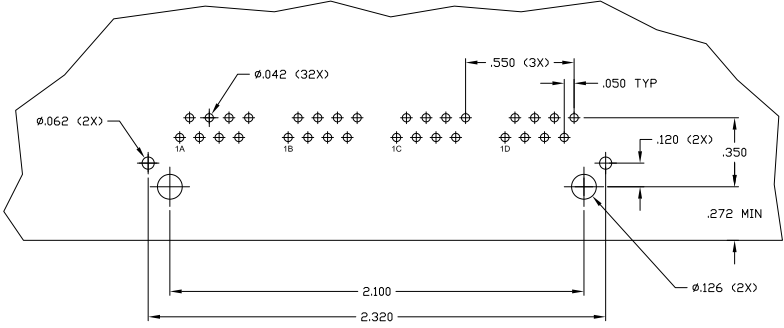 .550 (3X)
ø.042 (32X)
.050 TYP
ø.062 (2X)
.120 (2X)
1A
1B
1C
1D
.350
.272 MIN
2.100
ø.126 (2X)
2.320